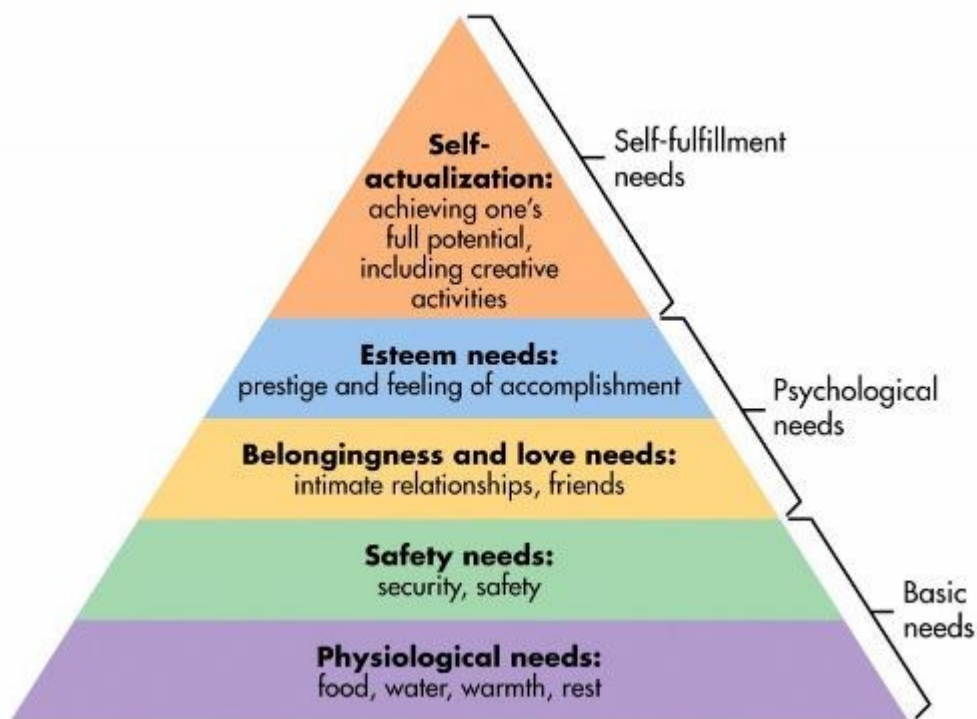 Self-
actualization:
achieving one's
full potential,
including creative
activities
Self-fulfillment
needs
Esteem needs:
prestige and feeling of accomplishment
Psychological
needs
Belongingness and love needs:
intimate relationships, friends
Safety needs:
security, safety
Basic
needs
Physiological needs:
food, water, warmth, rest